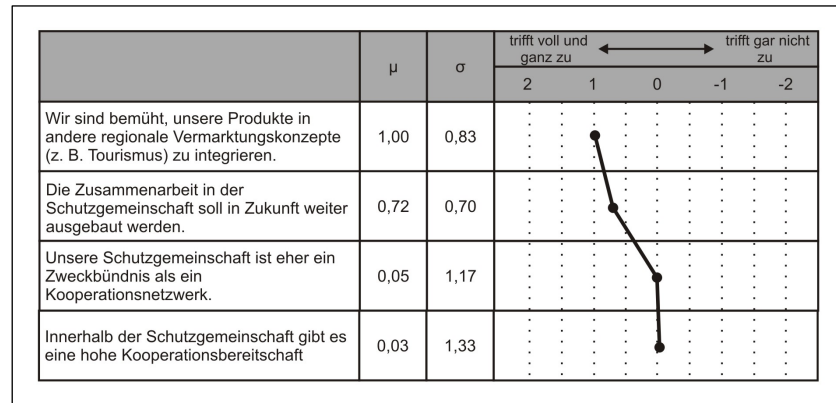 μ
σ
trifft voll und
ganz zu
trifft gar nicht
zu
2 1 0 -1 -2
Wir sind bemüht, unsere Produkte in
andere regionale Vermarktungskonzepte
(z. B. Tourismus) zu integrieren.
1,00
0,83
Die Zusammenarbeit in der
Schutzgemeinschaft soll in Zukunft weiter
ausgebaut werden.
0,72
0,70
Unsere Schutzgemeinschaft ist eher ein
Zweckbündnis als ein
Kooperationsnetzwerk.
0,05
1,17
Innerhalb der Schutzgemeinschaft gibt es
eine hohe Kooperationsbereitschaft
0,03
1,33